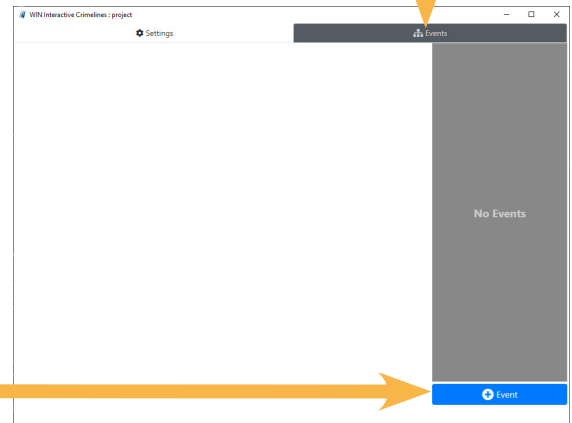 WIN Interactive Crimelines : project
Settings
Events
No Events
Event